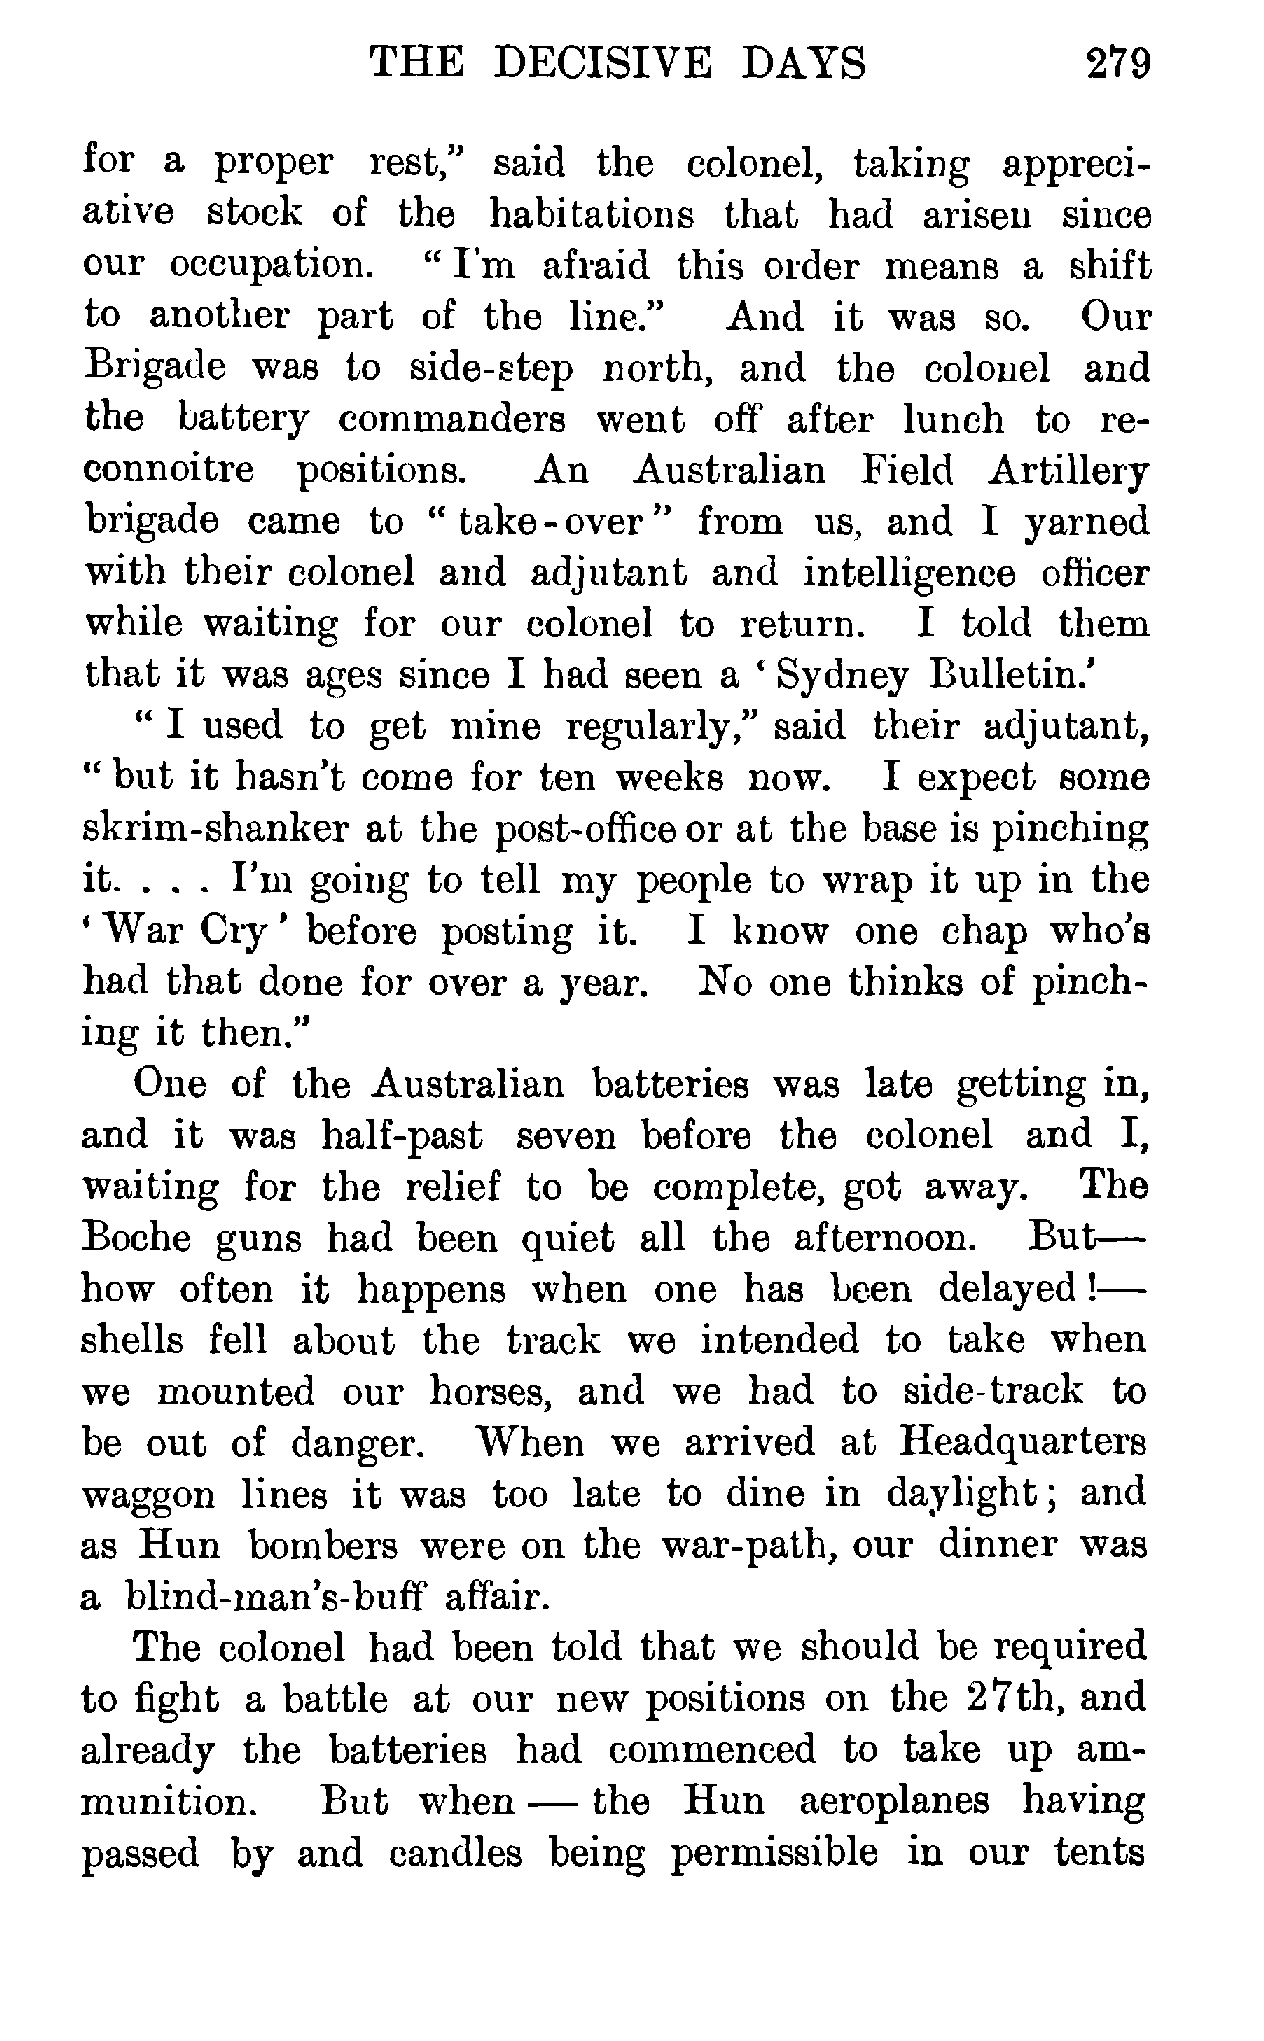 THE DECISIVE DAYS 279
for a proper rest,” said the colonel, taking appreci-
ative stock of the habitations that had arisen since
our occupation. “ I'm afraid this order means a shift
to another part of the line.” And it was so. Our
Brigade was to side-step north, and the colonel and
the battery commanders went off after lunch to re-
connoitre positions. An Australian Field Artillery
brigade came to “ take-over ” from us, and I yarned
with their colonel and adjutant and intelligence officer
while waiting for our colonel to return. I told them
that it was ages since I had seen a ‘ Sydney Bulletin.’
“ I used to get mine regularly,” said their adjutant,
“ but it hasn’t come for ten weeks now. I expect some
skrim-shanker at the post-office or at the base is pinching
it. . . . I’m going to tell my people to wrap it up in the
‘ War Cry ’ before posting it. I know one chap who’s
had that done for over a year. No one thinks of pinch-
ing it then.”
One of the Australian batteries was late getting in,
and it was half-past seven before the colonel and I,
waiting for the relief to be complete, got away. The
Boche guns had been quiet all the afternoon. But—
how often it happens when one has been delayed !—
shells fell about the track we intended to take when
we mounted our horses, and we had to side-track to
be out of danger. When we arrived at Headquarters
waggon lines it was too late to dine in daylight ; and
as Hun bombers were on the war-path, our dinner was
a blind-man’s-buff affair.
The colonel had been told that we should be required
to fight a battle at our new positions on the 27th, and
already the batteries had commenced to take up am-
munition. But when — the Hun aeroplanes having
passed by and candles being permissible in our tents